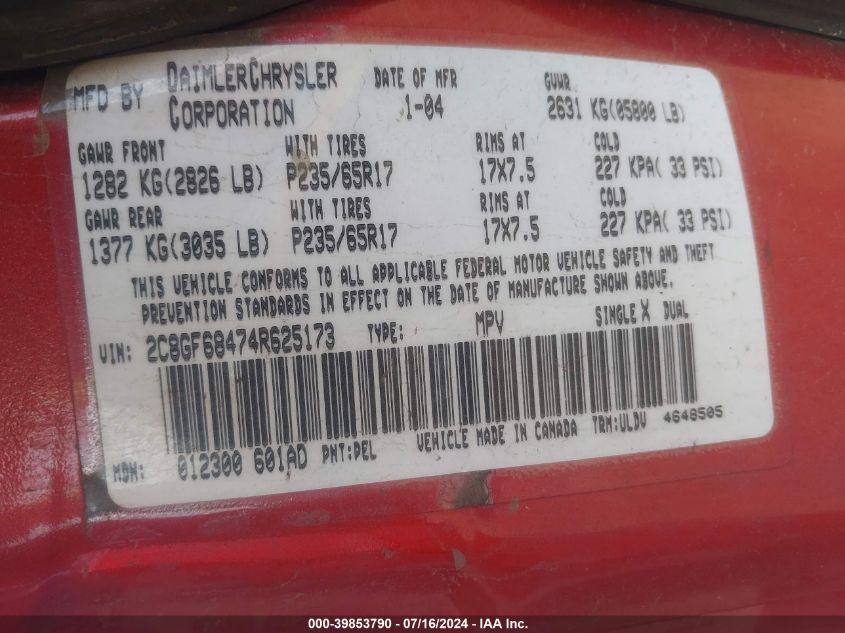 MFD BY DAIMLERCHRYSLER CORPORATION DATE OF MFR 1-04 GVWR 2631 KG(05800 LB)
GAWR FRONT WITH TIRES RIMS AT COLD
1282 KG(2826 LB) P235/65R17 17X7.5 227 KPA( 33 PSI)
GAWR REAR WITH TIRES RIMS AT COLD
1377 KG(3035 LB) P235/65R17 17X7.5 227 KPA( 33 PSI)
THIS VEHICLE CONFORMS TO ALL APPLICABLE FEDERAL MOTOR VEHICLE SAFETY AND THEFT
PREVENTION STANDARDS IN EFFECT ON THE DATE OF MANUFACTURE SHOWN ABOVE.
VIN: 2C8GF68474R625173 TYPE: MPV SINGLE X DUAL
MDH: 012300 601AD PNT:PEL VEHICLE MADE IN CANADA TRM:ULDV 4648505
000-39853790 - 07/16/2024 - IAA Inc.